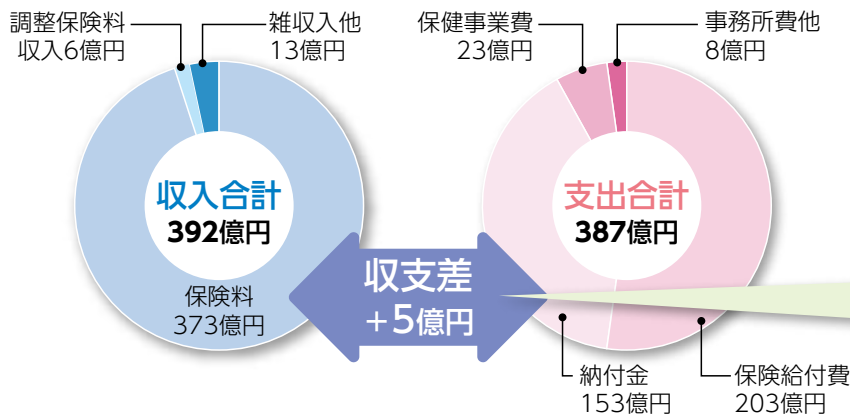 調整保険料
収入6億円
雑収入他
13億円
収入合計
392億円
保険料
373億円
収支差
+5億円
保健事業費
23億円
事務所費他
8億円
支出合計
387億円
納付金
153億円
保険給付費
203億円